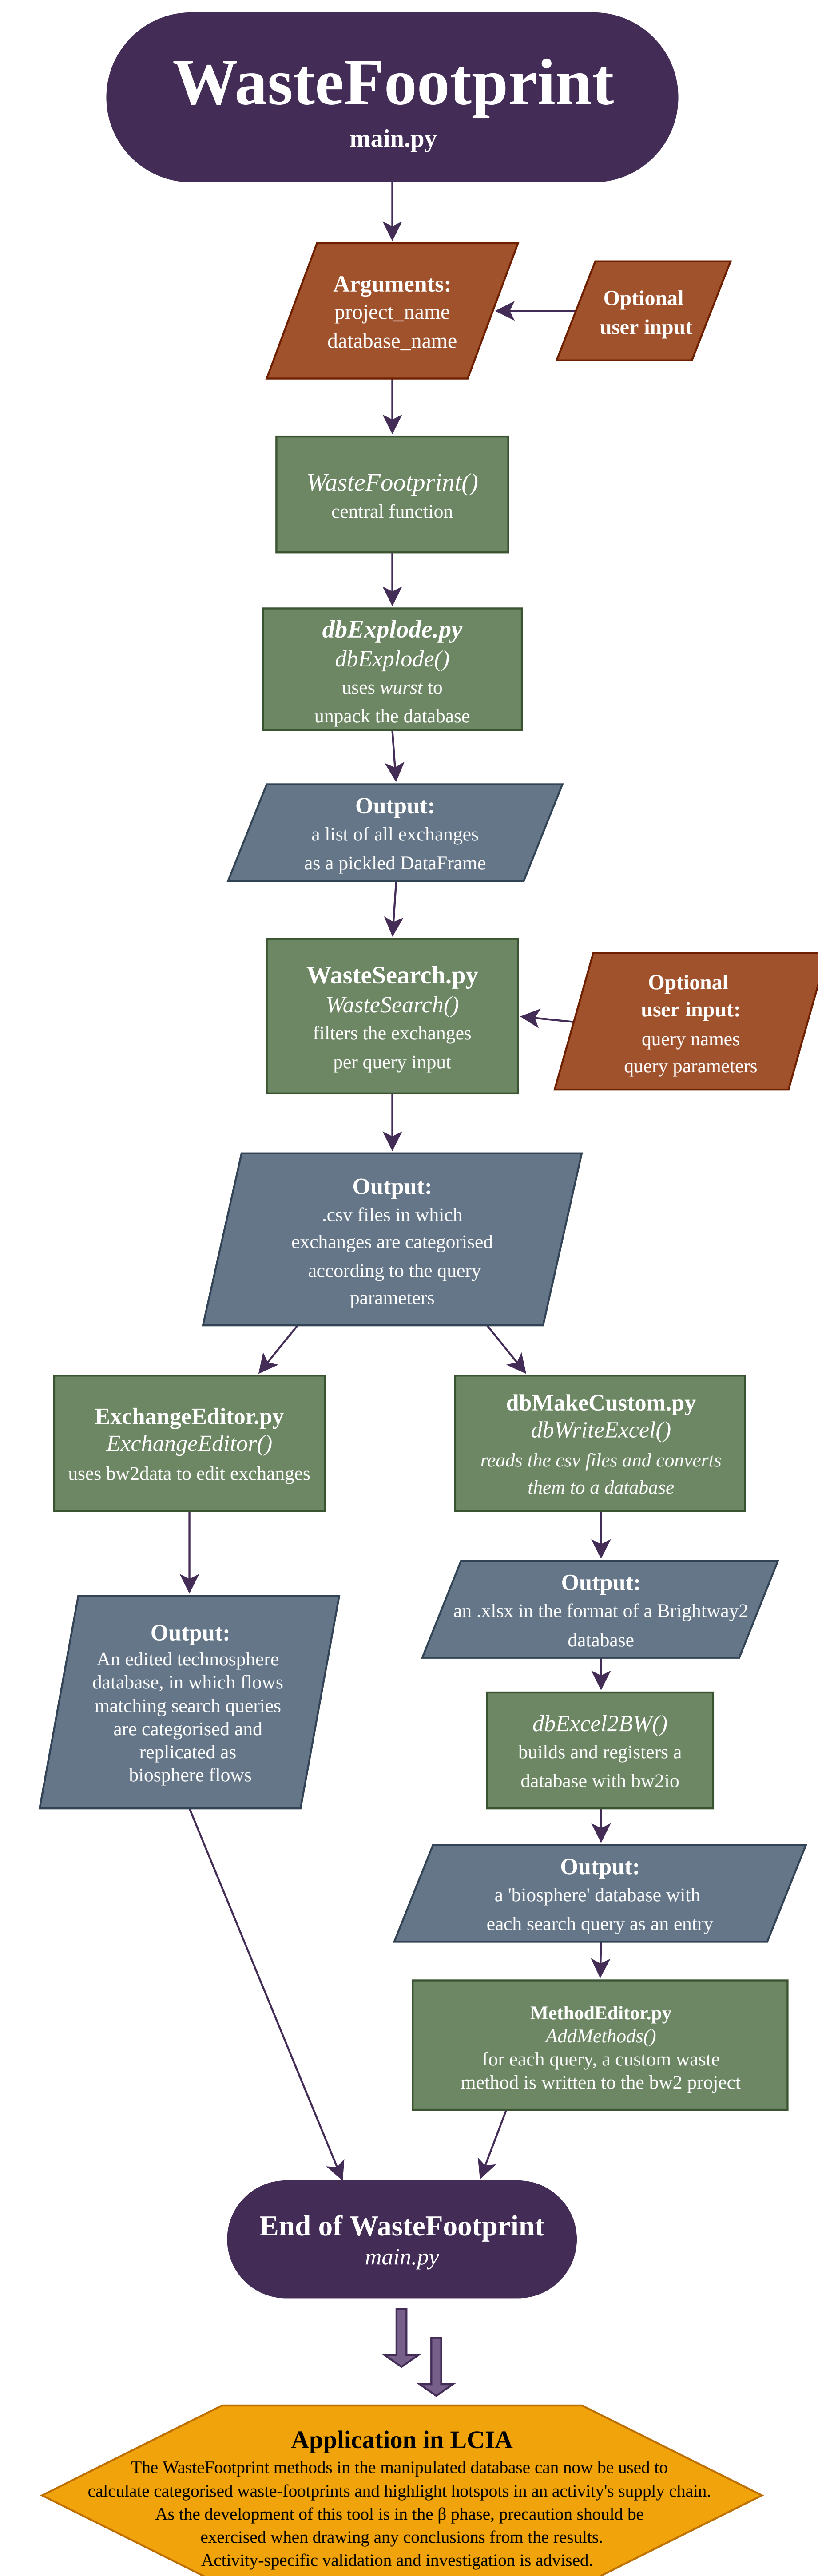 WasteFootprint
main.py
Arguments:
project_name
database_name
Optional
user input
WasteFootprint()
central function
dbExplode.py
dbExplode()
uses wurst to
unpack the database
Output:
a list of all exchanges
as a pickled DataFrame
WasteSearch.py
WasteSearch()
filters the exchanges
per query input
Optional
user input:
query names
query parameters
Output:
.csv files in which
exchanges are categorised
according to the query
parameters
ExchangeEditor.py
ExchangeEditor()
uses bw2data to edit exchanges
Output:
An edited technosphere
database, in which flows
matching search queries
are categorised and
replicated as
biosphere flows
dbMakeCustom.py
dbWriteExcel()
reads the csv files and converts
them to a database
Output:
an .xlsx in the format of a Brightway2
database
dbExcel2BW()
builds and registers a
database with bw2io
Output:
a 'biosphere' database with
each search query as an entry
MethodEditor.py
AddMethods()
for each query, a custom waste
method is written to the bw2 project
End of WasteFootprint
main.py
Application in LCIA
The WasteFootprint methods in the manipulated database can now be used to
calculate categorised waste-footprints and highlight hotspots in an activity's supply chain.
As the development of this tool is in the β phase, precaution should be
exercised when drawing any conclusions from the results.
Activity-specific validation and investigation is advised.